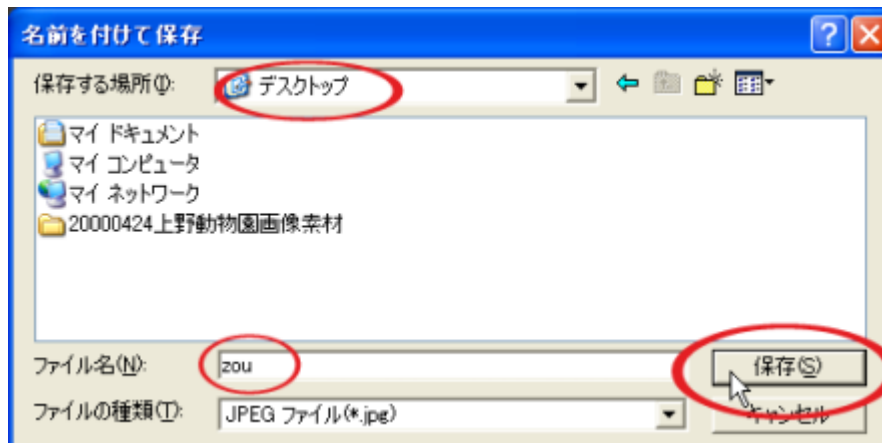 名前を付けて保存
保存する場所(I):
デスクトップ
マイ ドキュメント
マイ コンピュータ
マイ ネットワーク
20000424上野動物園画像素材
ファイル名(N):
zou
保存(S)
ファイルの種類(T):
JPEG ファイル(*.jpg)
キャンセル